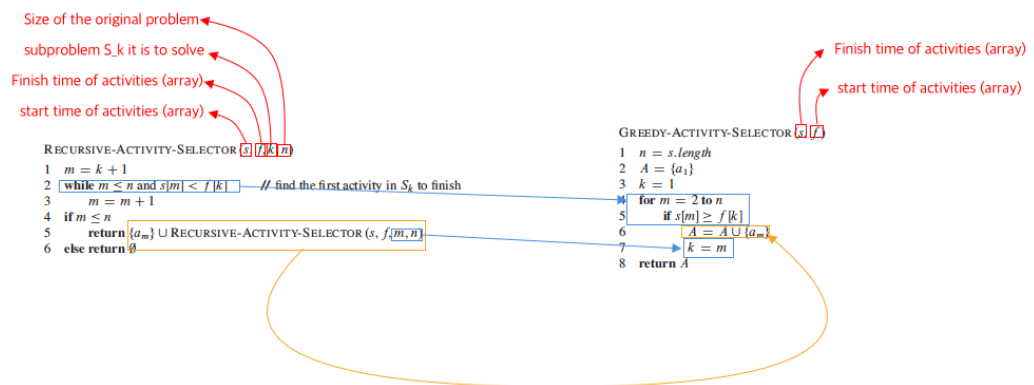 Size of the original problem
subproblem S_k it is to solve
Finish time of activities (array)
start time of activities (array)
RECURSIVE-ACTIVITY-SELECTOR (s, f, k, n)
1 m = k + 1
2 while m ≤ n and s[m] < f[k] // find the first activity in Sk to finish
3 m = m + 1
4 if m ≤ n
5 return {am} ∪ RECURSIVE-ACTIVITY-SELECTOR (s, f, m, n)
6 else return ∅
Finish time of activities (array)
start time of activities (array)
GREEDY-ACTIVITY-SELECTOR (s, f)
1 n = s.length
2 A = {a1}
3 k = 1
4 for m = 2 to n
5 if s[m] ≥ f[k]
6 A = A ∪ {am}
7 k = m
8 return A